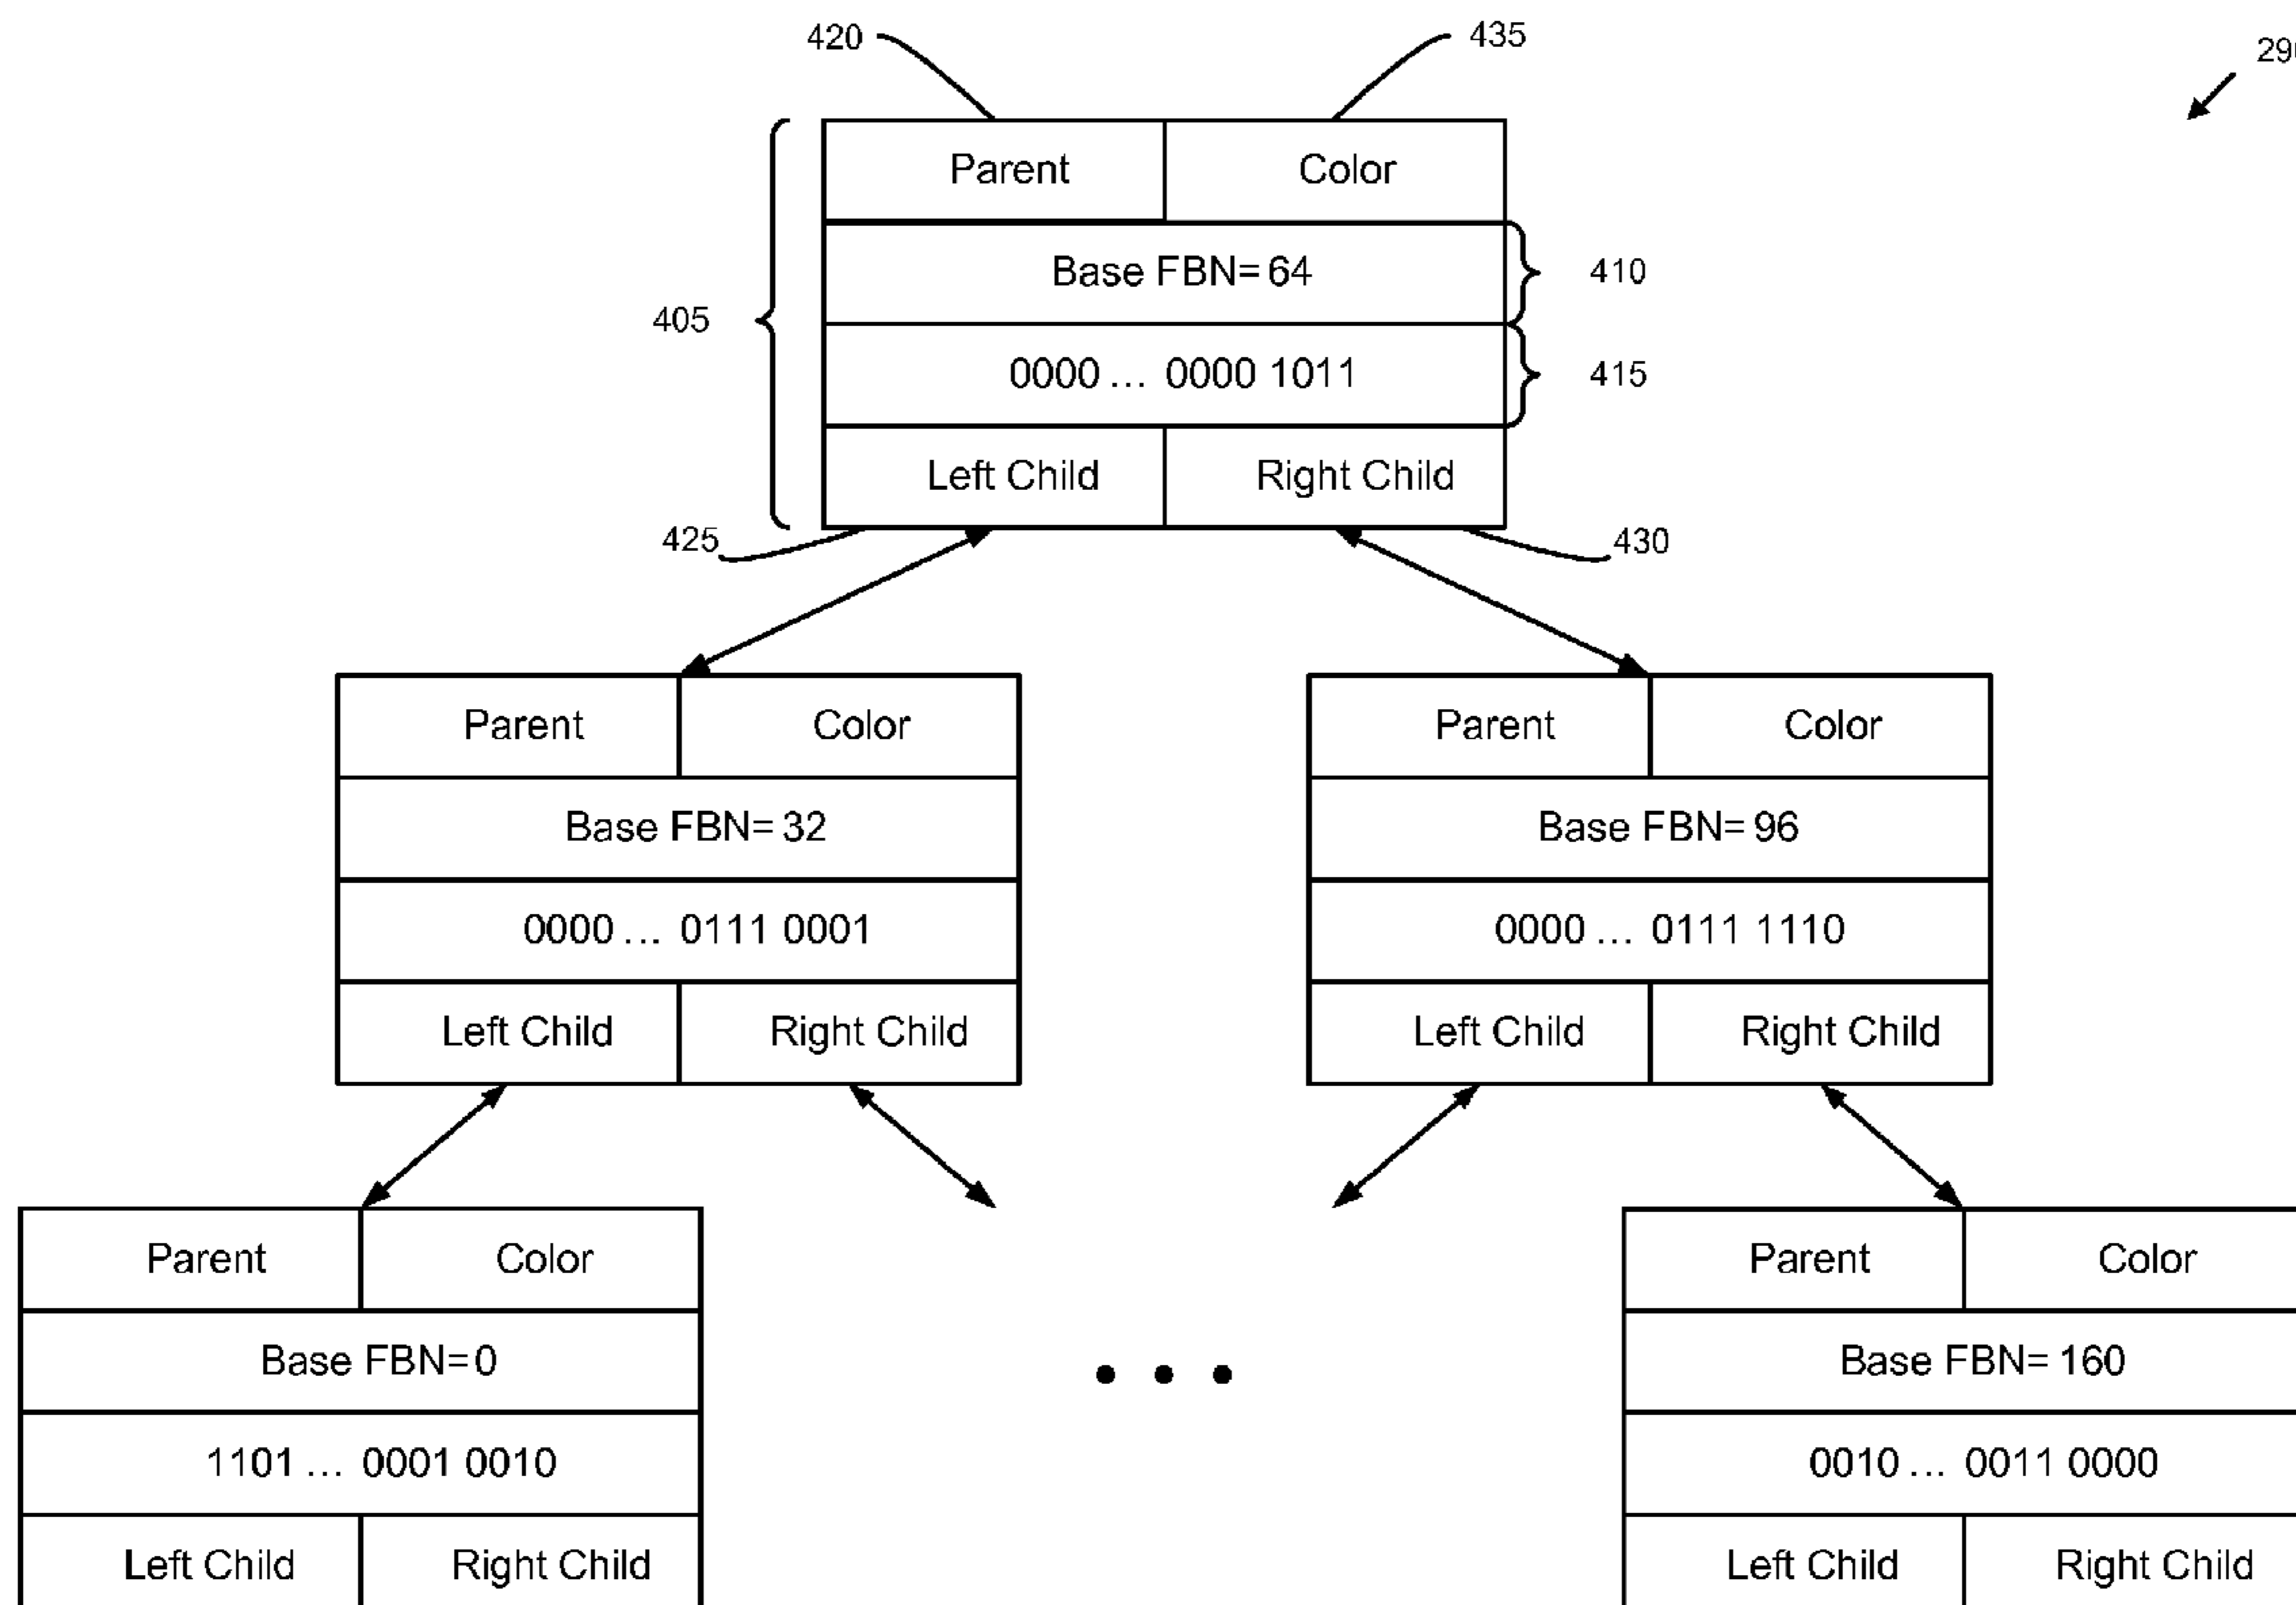 420
435
Parent Color
Base FBN= 64
410
405
0000 ... 0000 1011
415
Left Child Right Child
425
430
Parent Color
Base FBN= 32
0000 ... 0111 0001
Left Child Right Child
Parent Color
Base FBN= 96
0000 ... 0111 1110
Left Child Right Child
Parent Color
Base FBN= 0
1101 ... 0001 0010
Left Child Right Child
• • •
Parent Color
Base FBN= 160
0010 ... 0011 0000
Left Child Right Child